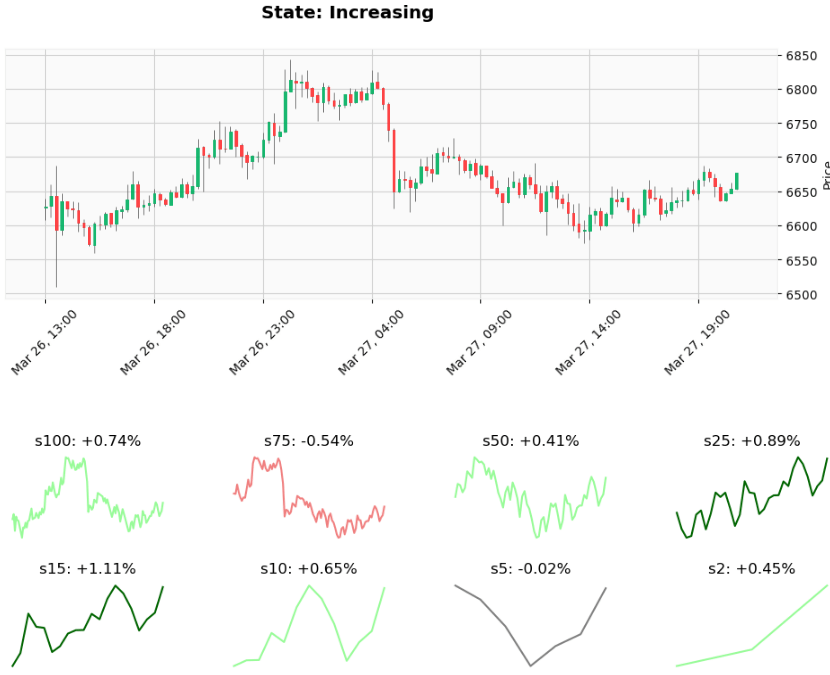 State: Increasing
6850
6800
6750
6700
6650
6600
6550
6500
Price
Mar 26, 13:00
Mar 26, 18:00
Mar 26, 23:00
Mar 27, 04:00
Mar 27, 09:00
Mar 27, 14:00
Mar 27, 19:00
s100: +0.74%
s75: -0.54%
s50: +0.41%
s25: +0.89%
s15: +1.11%
s10: +0.65%
s5: -0.02%
s2: +0.45%